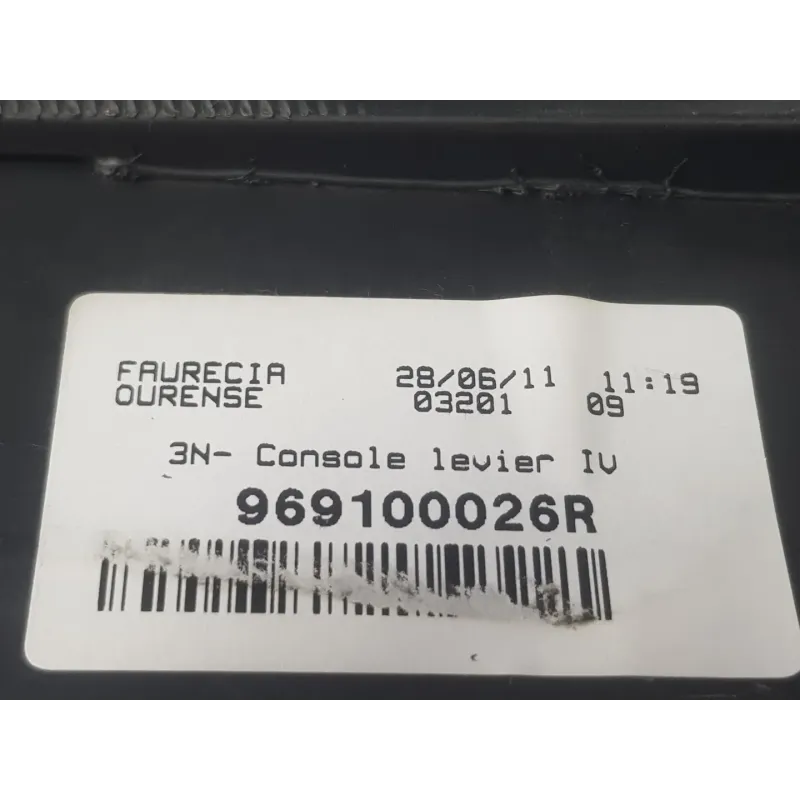 FAURECIA 28/06/11 11:19
OURENSE 03201 09
3N- Console levier IV
969100026R